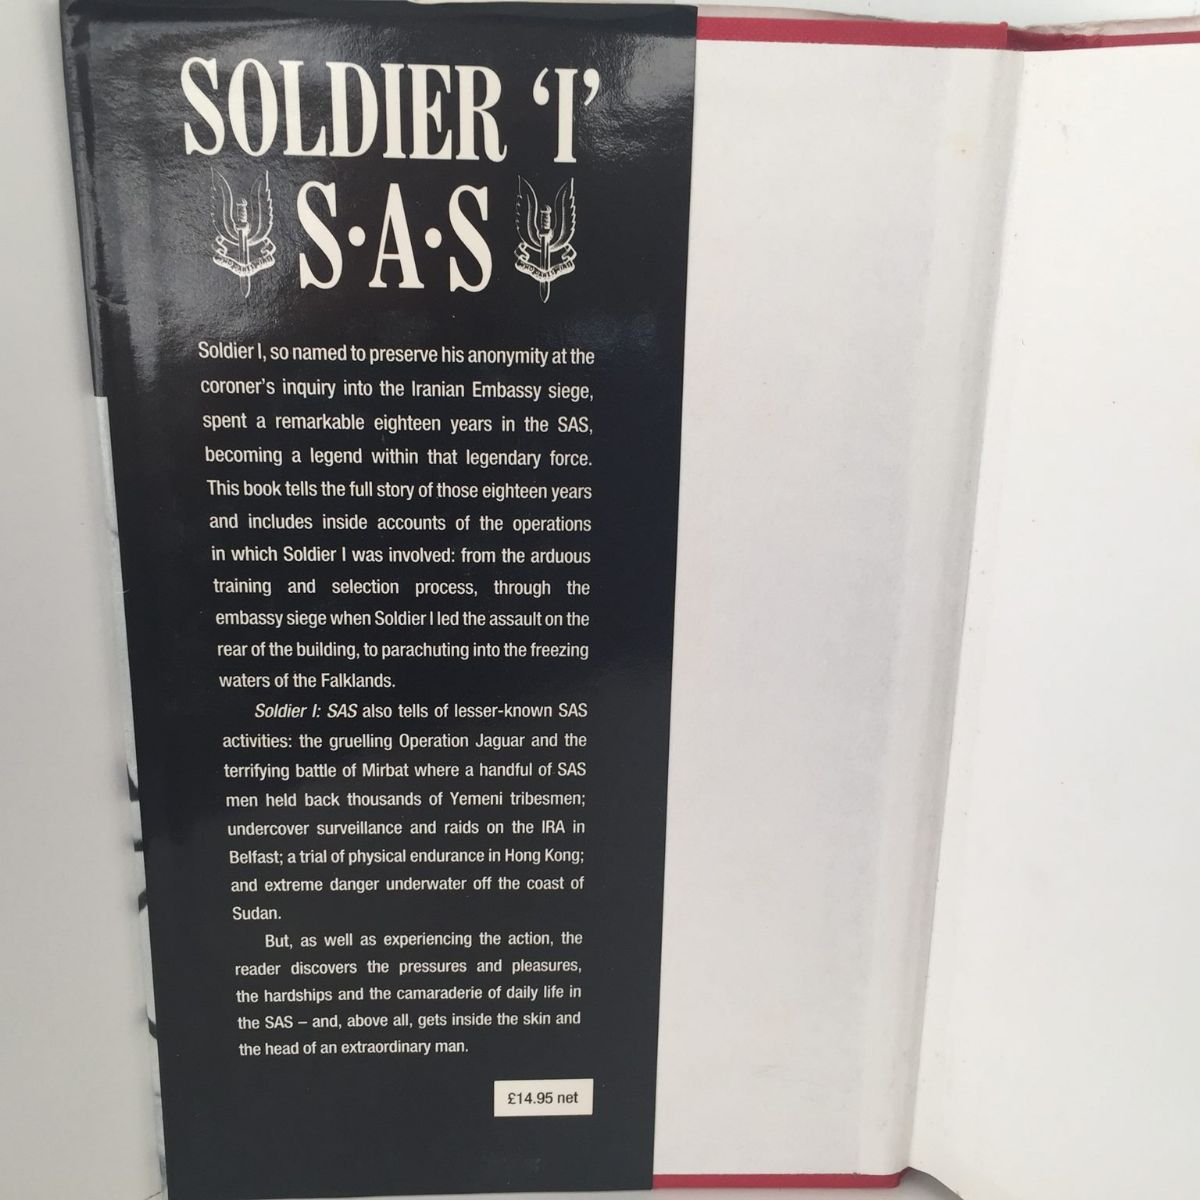 SOLDIER ‘I’
S·A·S
Soldier I, so named to preserve his anonymity at the
coroner’s inquiry into the Iranian Embassy siege,
spent a remarkable eighteen years in the SAS,
becoming a legend within that legendary force.
This book tells the full story of those eighteen years
and includes inside accounts of the operations
in which Soldier I was involved: from the arduous
training and selection process, through the
embassy siege when Soldier I led the assault on the
rear of the building, to parachuting into the freezing
waters of the Falklands.
Soldier I: SAS also tells of lesser-known SAS
activities: the gruelling Operation Jaguar and the
terrifying battle of Mirbat where a handful of SAS
men held back thousands of Yemeni tribesmen;
undercover surveillance and raids on the IRA in
Belfast; a trial of physical endurance in Hong Kong;
and extreme danger underwater off the coast of
Sudan.
But, as well as experiencing the action, the
reader discovers the pressures and pleasures,
the hardships and the camaraderie of daily life in
the SAS – and, above all, gets inside the skin and
the head of an extraordinary man.
£14.95 net